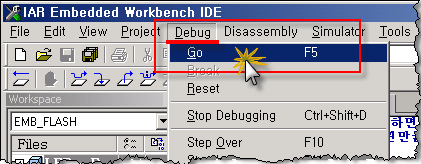 IAR Embedded Workbench IDE
File Edit View Project Debug Disassembly Simulator Tools
Go F5
Break
Reset
Workspace
EMB_FLASH
Stop Debugging Ctrl+Shift+D
Files
Step Over F10